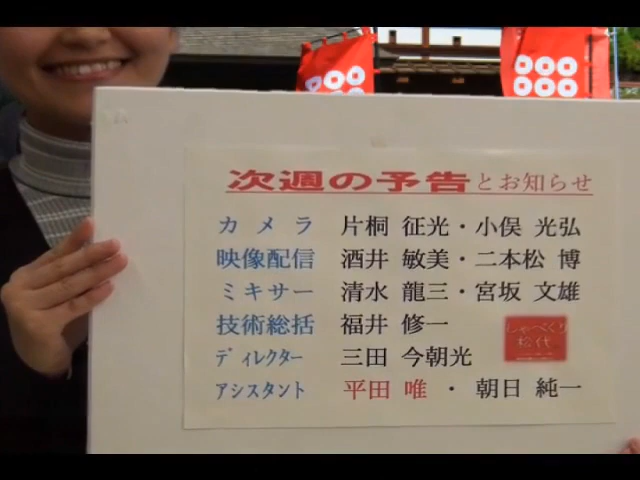 次週の予告とお知らせ
カメラ 片桐 征光・小俣 光弘
映像配信 酒井 敏美・二本松 博
ミキサー 清水 龍三・宮坂 文雄
技術総括 福井 修一
ディレクター 三田 今朝光
アシスタント 平田 唯・朝日 純一
しゃべくり
松代